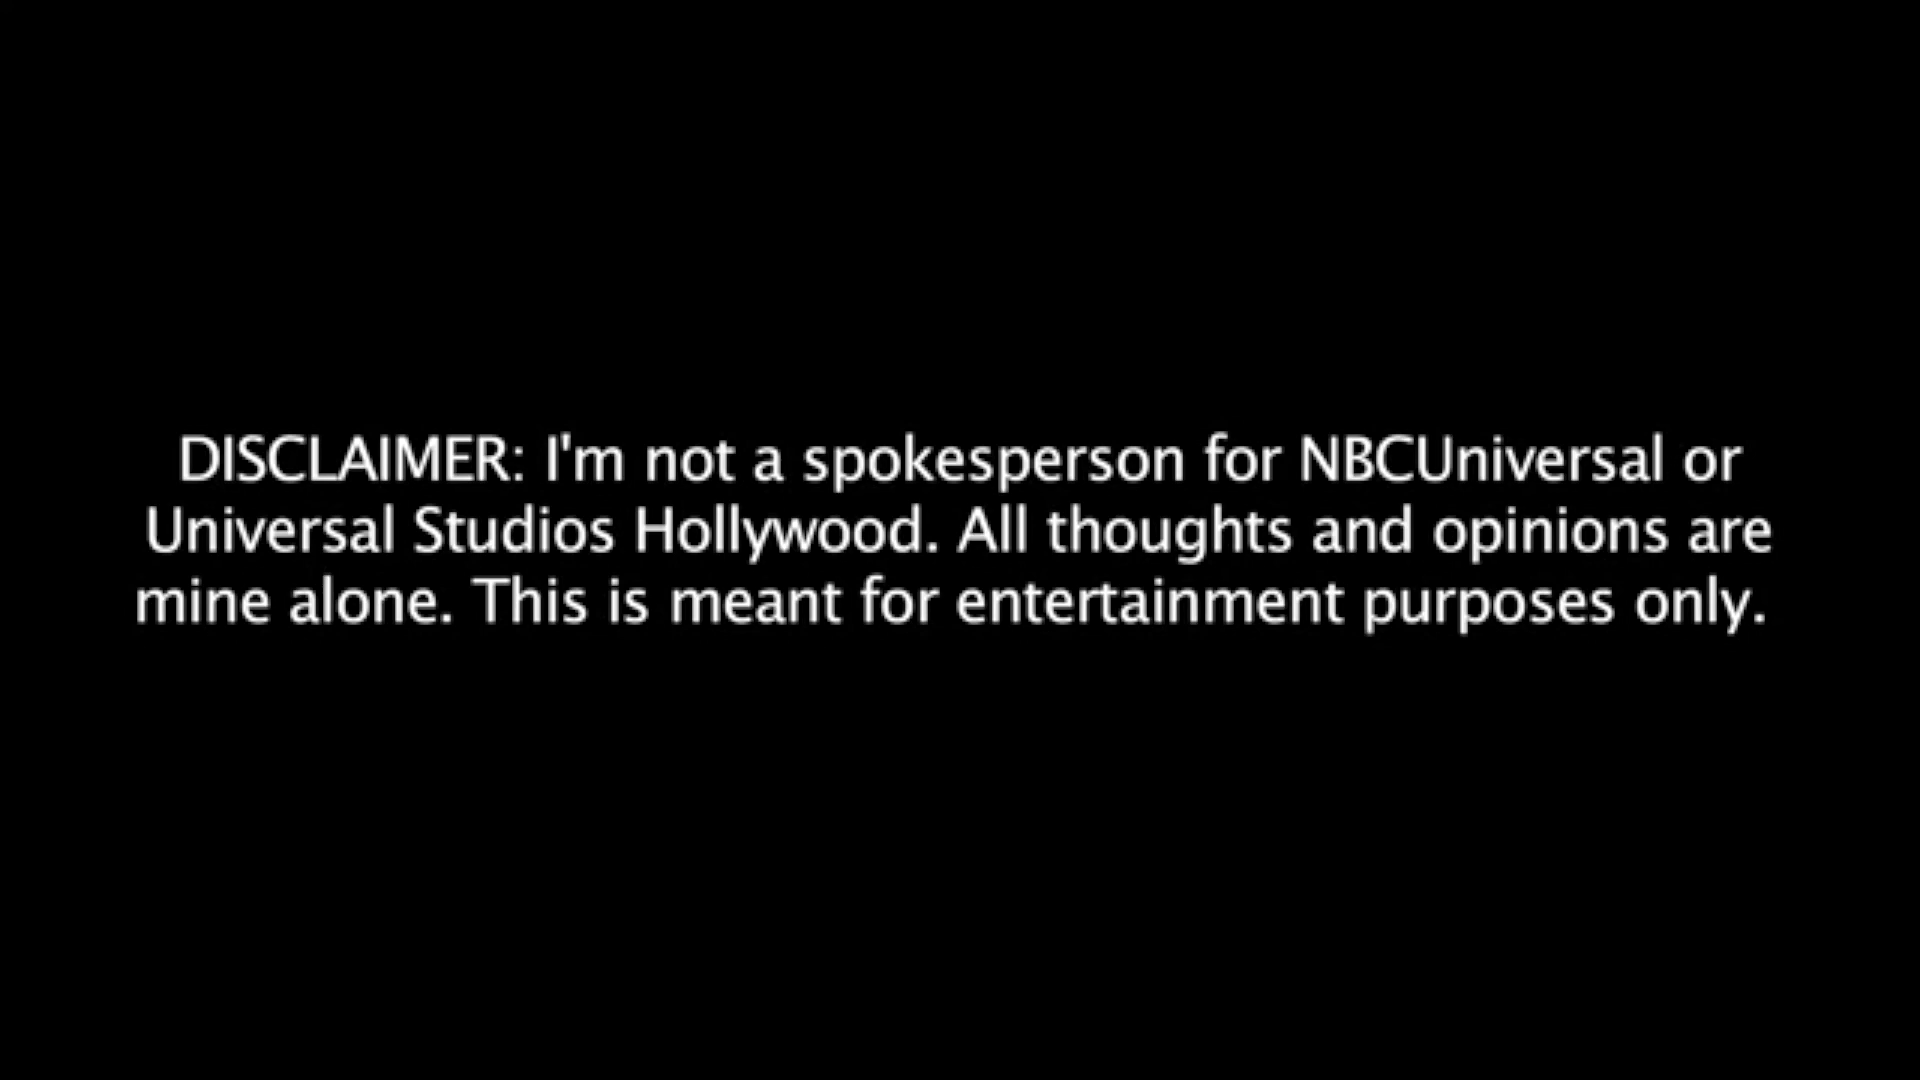 DISCLAIMER: I'm not a spokesperson for NBCUniversal or
Universal Studios Hollywood. All thoughts and opinions are
mine alone. This is meant for entertainment purposes only.